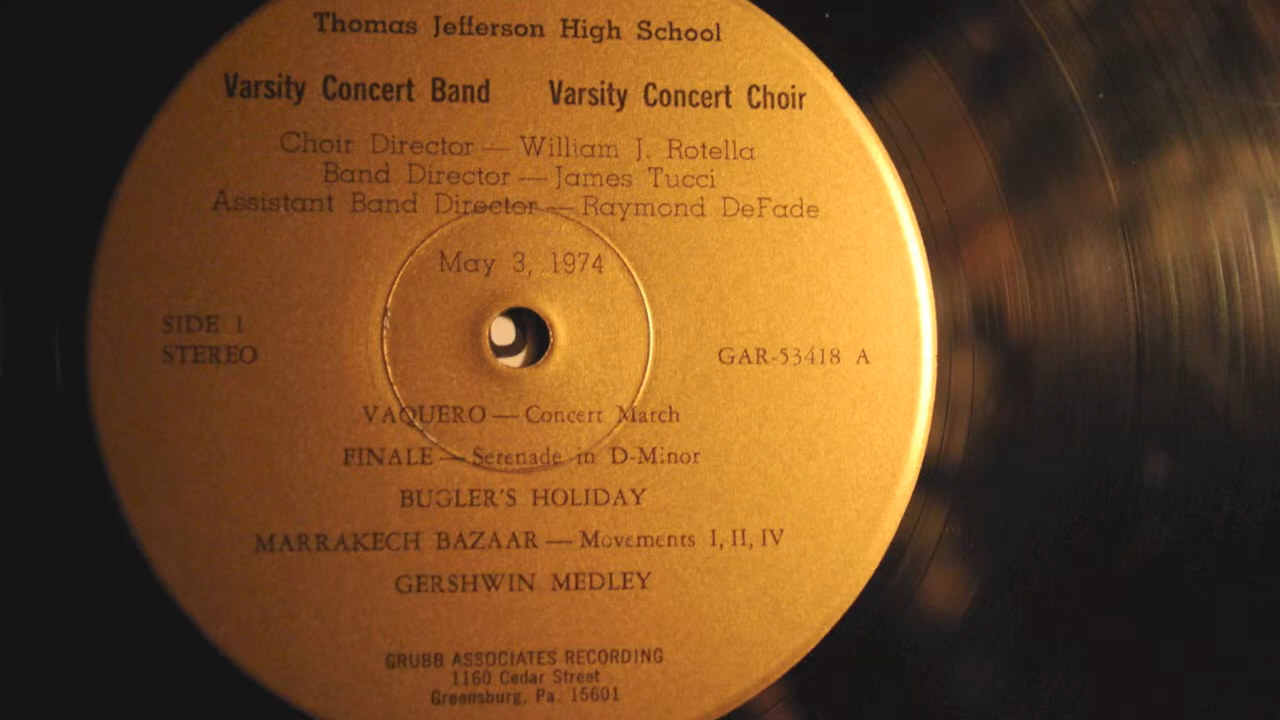 Thomas Jefferson High School
Varsity Concert Band Varsity Concert Choir
Choir Director — William J. Rotella
Band Director — James Tucci
Assistant Band Director — Raymond DeFade
May 3, 1974
SIDE 1
STEREO
GAR-53418 A
VAQUERO — Concert March
FINALE — Serenade in D-Minor
BUGLER'S HOLIDAY
MARRAKECH BAZAAR — Movements I, II, IV
GERSHWIN MEDLEY
GRUBB ASSOCIATES RECORDING
1160 Cedar Street
Greensburg, Pa. 15601